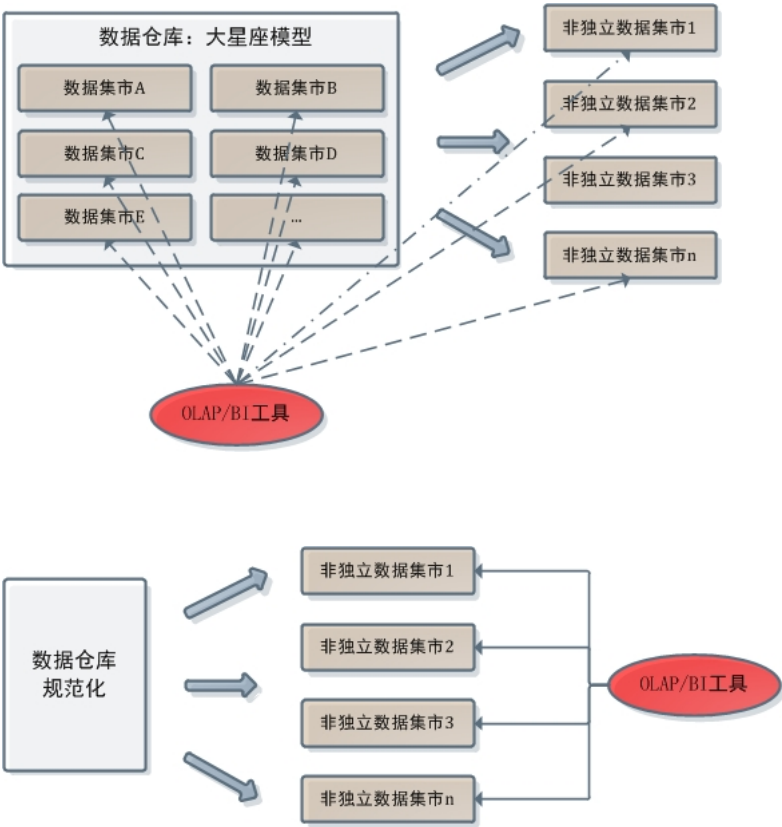 数据仓库：大星座模型
数据集市A
数据集市B
数据集市C
数据集市D
数据集市E
...
非独立数据集市1
非独立数据集市2
非独立数据集市3
非独立数据集市n
OLAP/BI工具
数据仓库
规范化
非独立数据集市1
非独立数据集市2
非独立数据集市3
非独立数据集市n
OLAP/BI工具